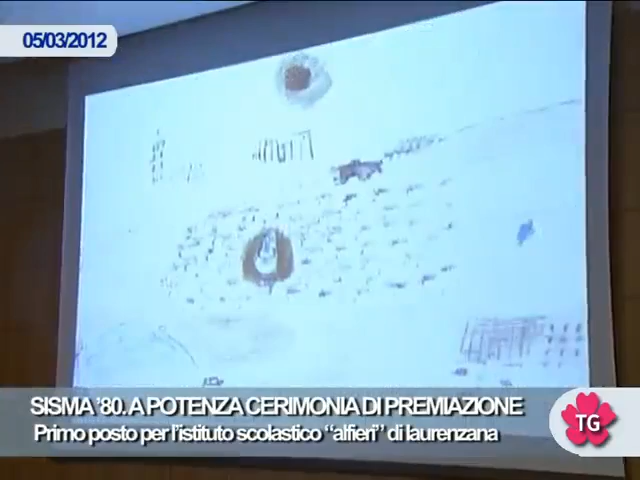 05/03/2012
SISMA '80. A POTENZA CERIMONIA DI PREMIAZIONE
Primo posto per l'istituto scolastico "alfieri" di laurenzana
TG